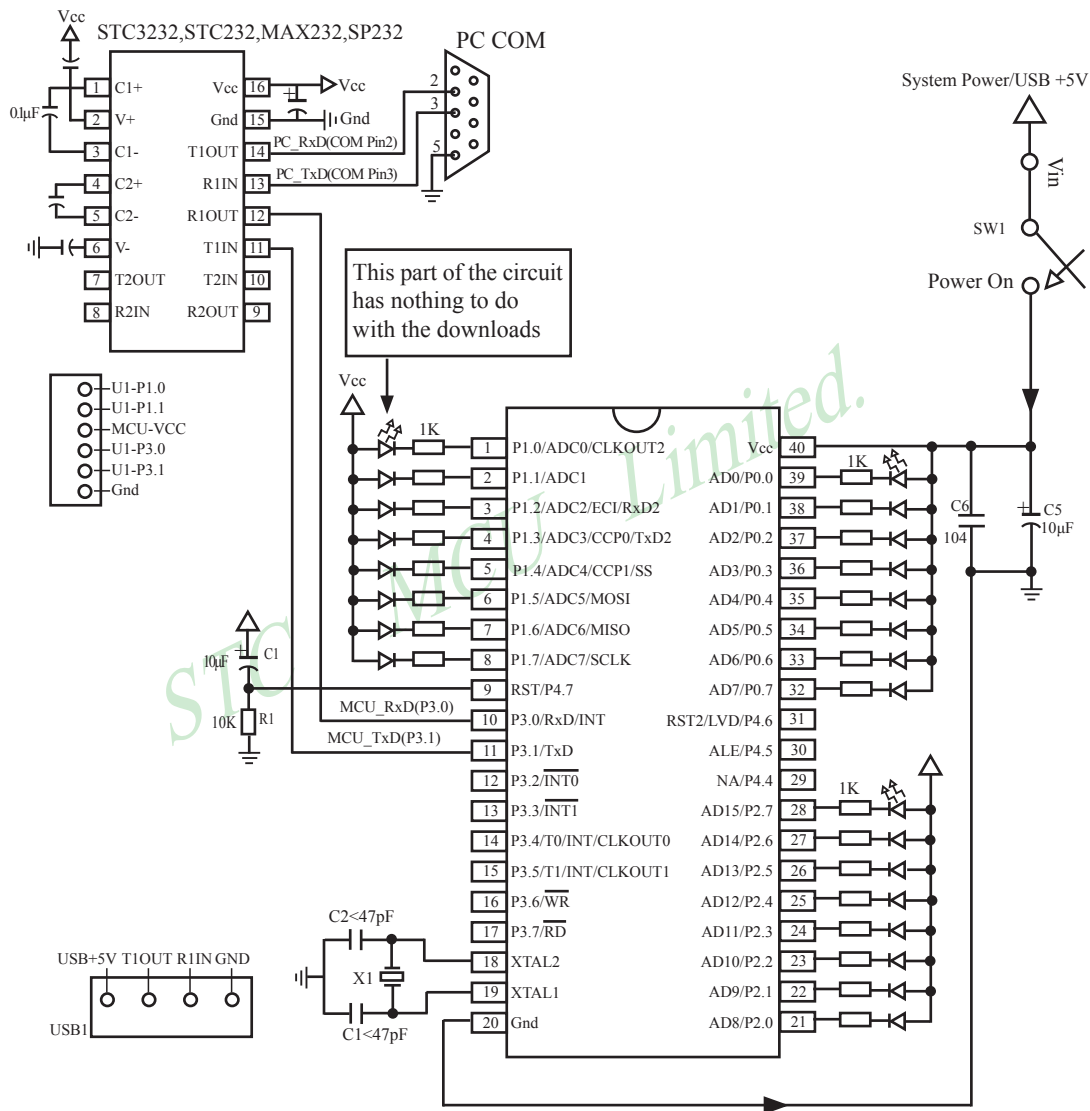 Vcc
STC3232,STC232,MAX232,SP232
PC COM
1 C1+
2 V+
3 C1-
4 C2+
5 C2-
6 V-
7 T2OUT
8 R2IN
Vcc 16
Gnd 15
T1OUT 14
R1IN 13
R1OUT 12
T1IN 11
T2IN 10
R2OUT 9
0.1μF
+
Vcc
Gnd
PC_RxD(COM Pin2)
PC_TxD(COM Pin3)
2
3
5
System Power/USB +5V
Vin
SW1
Power On
This part of the circuit
has nothing to do
with the downloads
U1-P1.0
U1-P1.1
MCU-VCC
U1-P3.0
U1-P3.1
Gnd
Vcc
1K
1 P1.0/ADC0/CLKOUT2
2 P1.1/ADC1
3 P1.2/ADC2/ECI/RxD2
4 P1.3/ADC3/CCP0/TxD2
5 P1.4/ADC4/CCP1/SS
6 P1.5/ADC5/MOSI
7 P1.6/ADC6/MISO
8 P1.7/ADC7/SCLK
9 RST/P4.7
10 P3.0/RxD/INT
11 P3.1/TxD
12 P3.2/INT0
13 P3.3/INT1
14 P3.4/T0/INT/CLKOUT0
15 P3.5/T1/INT/CLKOUT1
16 P3.6/WR
17 P3.7/RD
18 XTAL2
19 XTAL1
20 Gnd
Vcc 40
AD0/P0.0 39
AD1/P0.1 38
AD2/P0.2 37
AD3/P0.3 36
AD4/P0.4 35
AD5/P0.5 34
AD6/P0.6 33
AD7/P0.7 32
RST2/LVD/P4.6 31
ALE/P4.5 30
NA/P4.4 29
AD15/P2.7 28
AD14/P2.6 27
AD13/P2.5 26
AD12/P2.4 25
AD11/P2.3 24
AD10/P2.2 23
AD9/P2.1 22
AD8/P2.0 21
1K
C6
104
+
C5
10μF
1K
+
10μF
C1
10K
R1
MCU_RxD(P3.0)
MCU_TxD(P3.1)
C2<47pF
X1
C1<47pF
USB+5V T1OUT R1IN GND
USB1
STC MCU Limited.